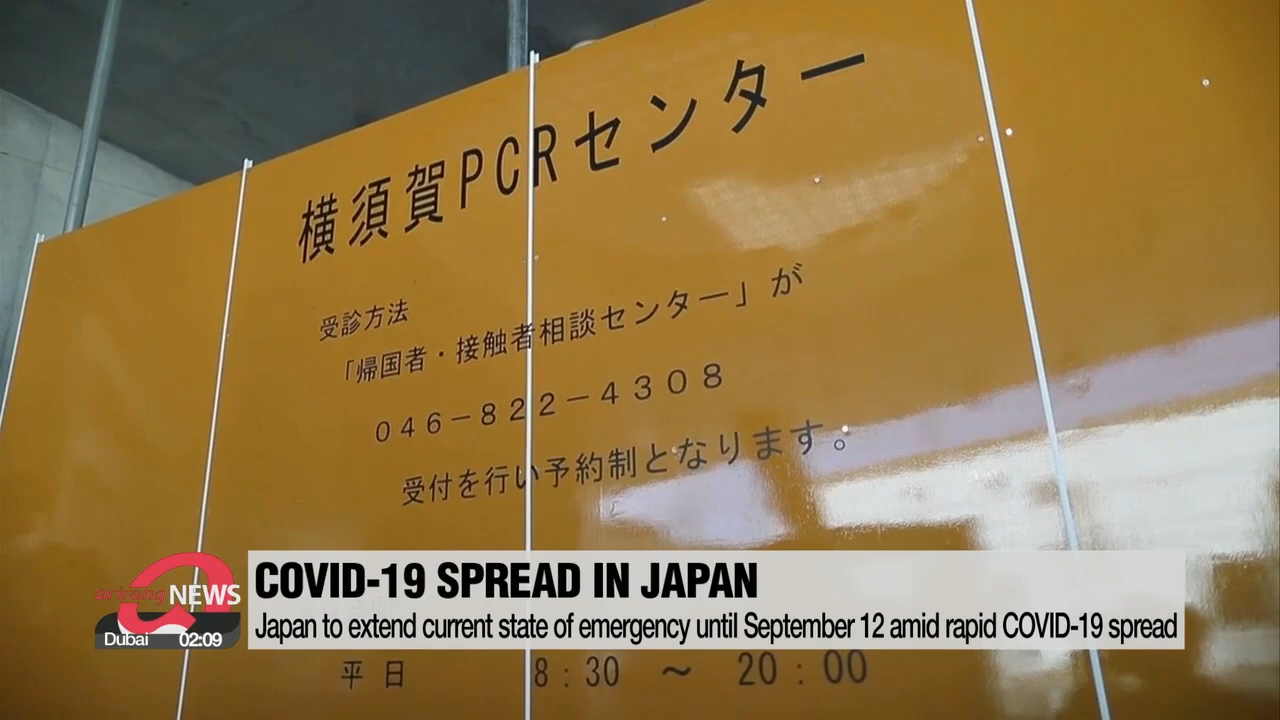 横須賀PCRセンター
受診方法
「帰国者・接触者相談センター」が
046-822-4308
受付を行い予約制となります。
arirang NEWS
Dubai 02:09
COVID-19 SPREAD IN JAPAN
Japan to extend current state of emergency until September 12 amid rapid COVID-19 spread
平日 8:30 ～ 20:00